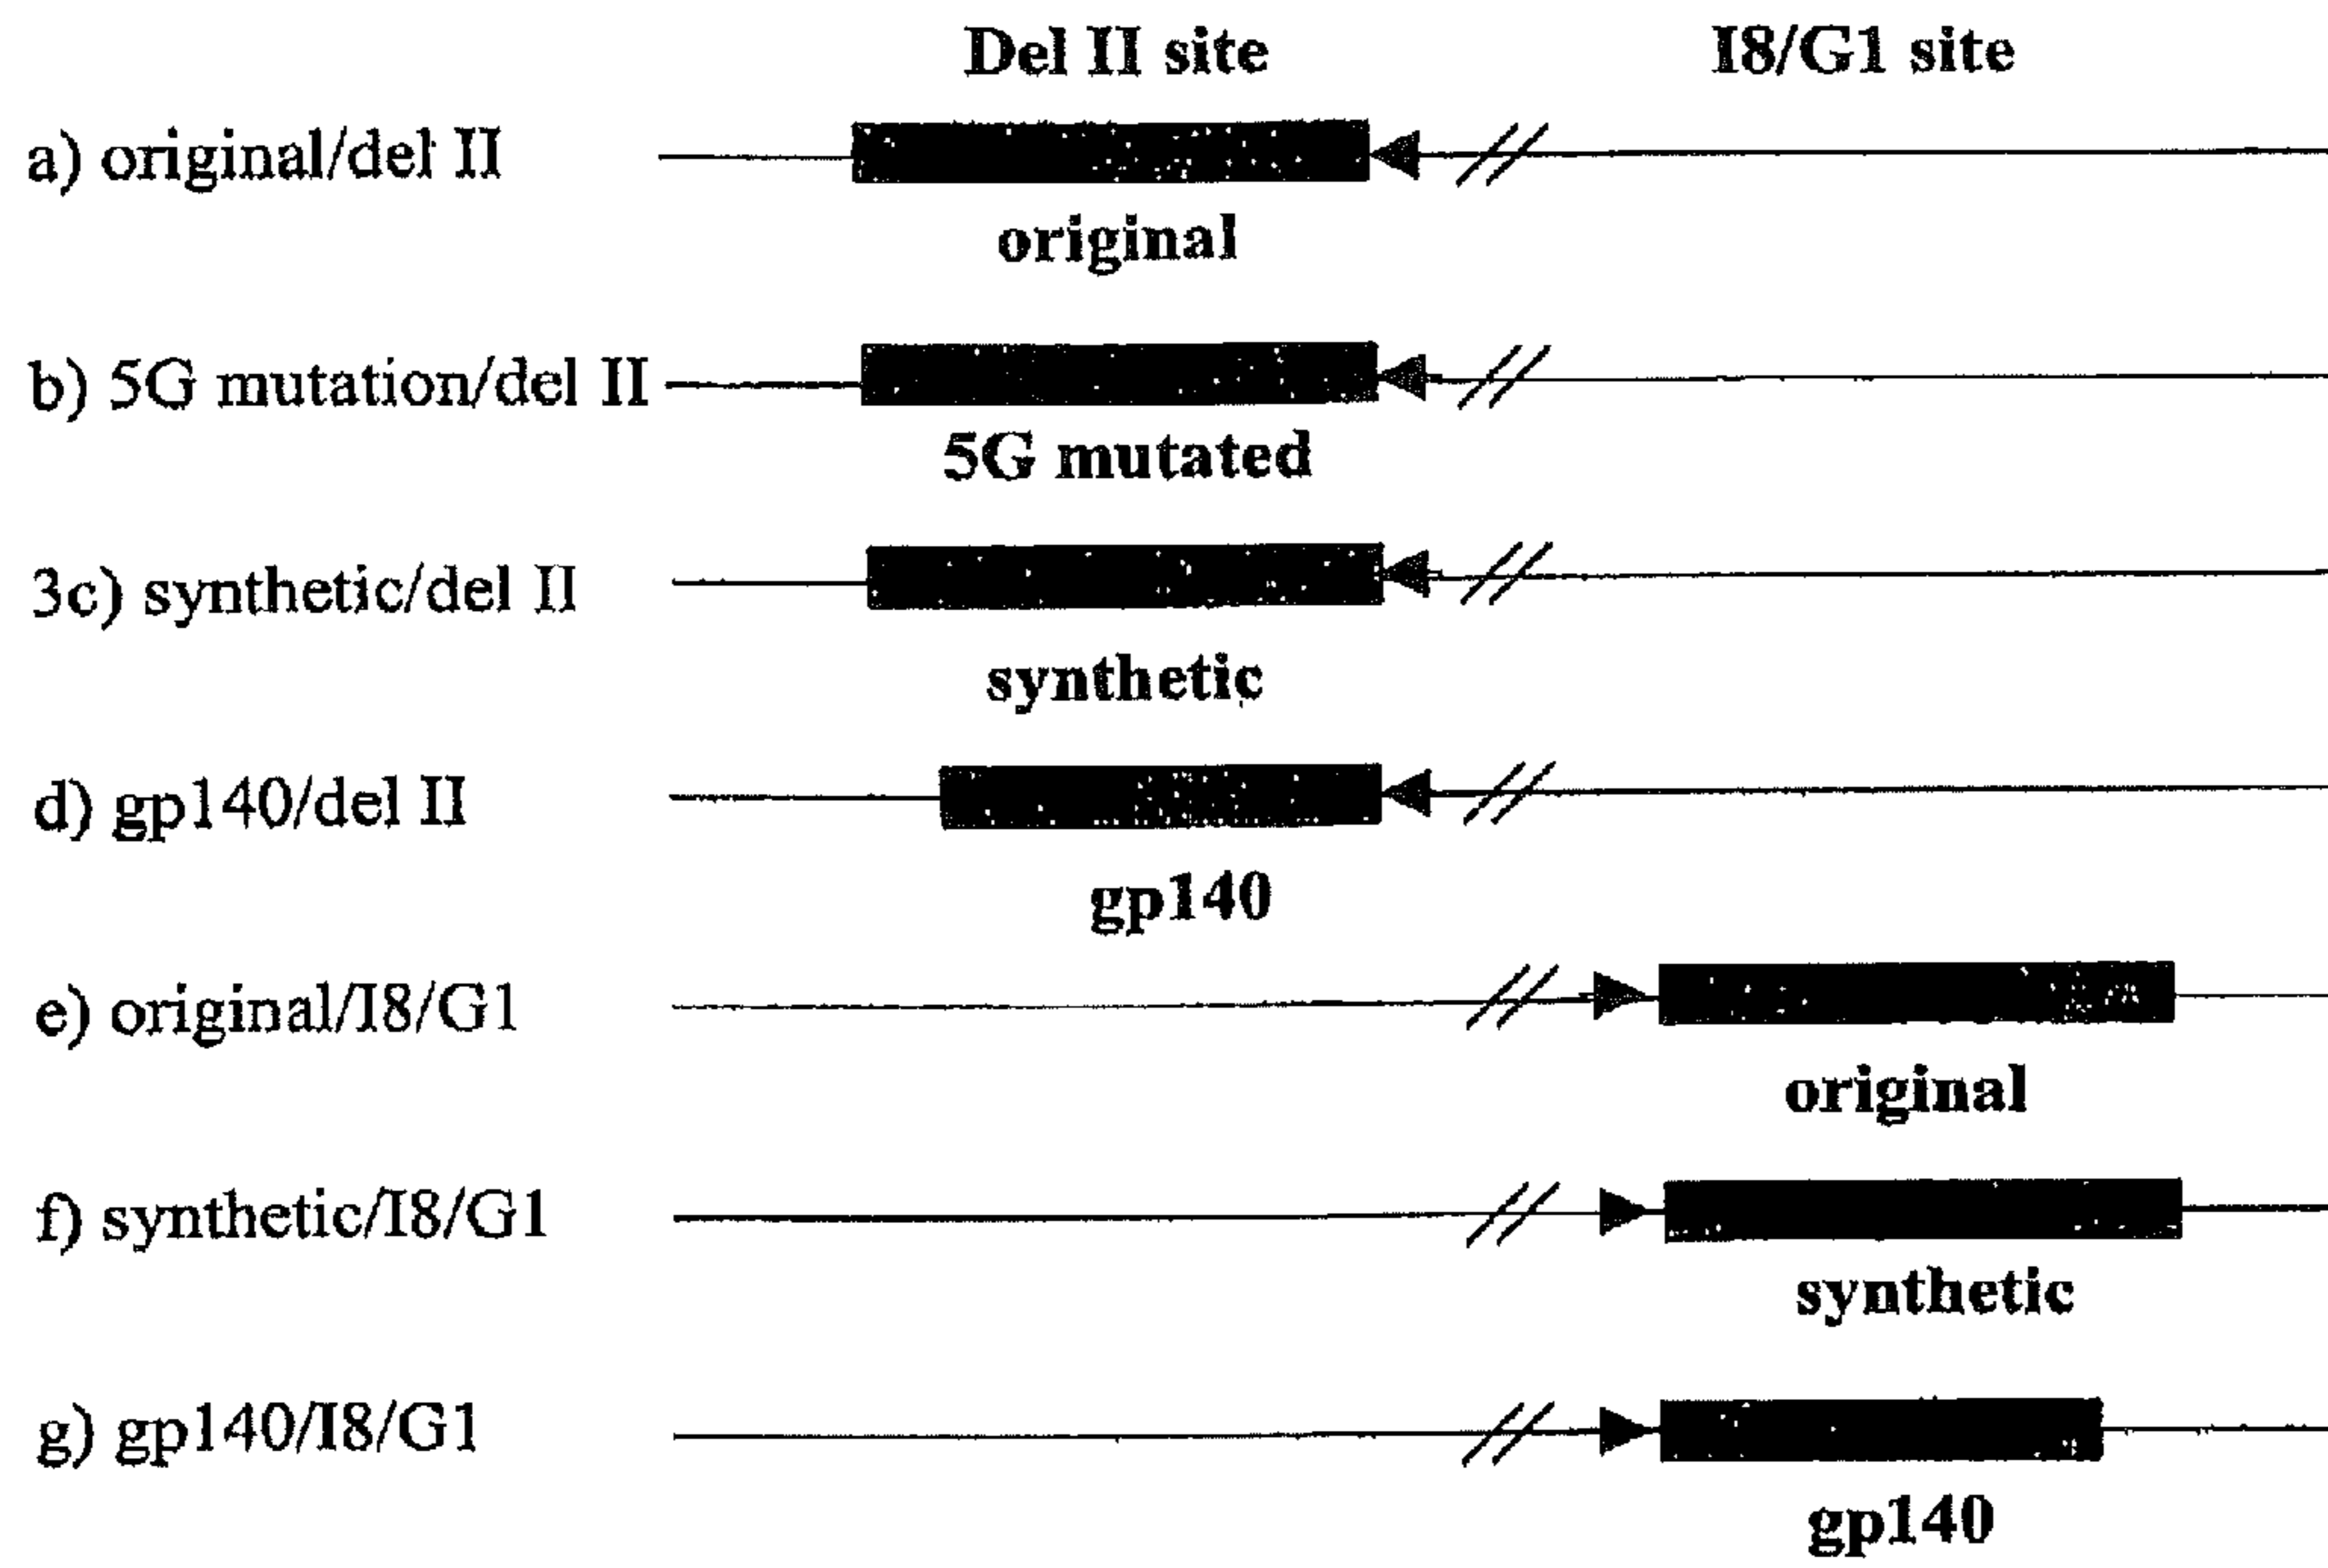 Del II site I8/G1 site
a) original/del II
original
b) 5G mutation/del II
5G mutated
3c) synthetic/del II
synthetic
d) gp140/del II
gp140
e) original/I8/G1
original
f) synthetic/I8/G1
synthetic
g) gp140/I8/G1
gp140